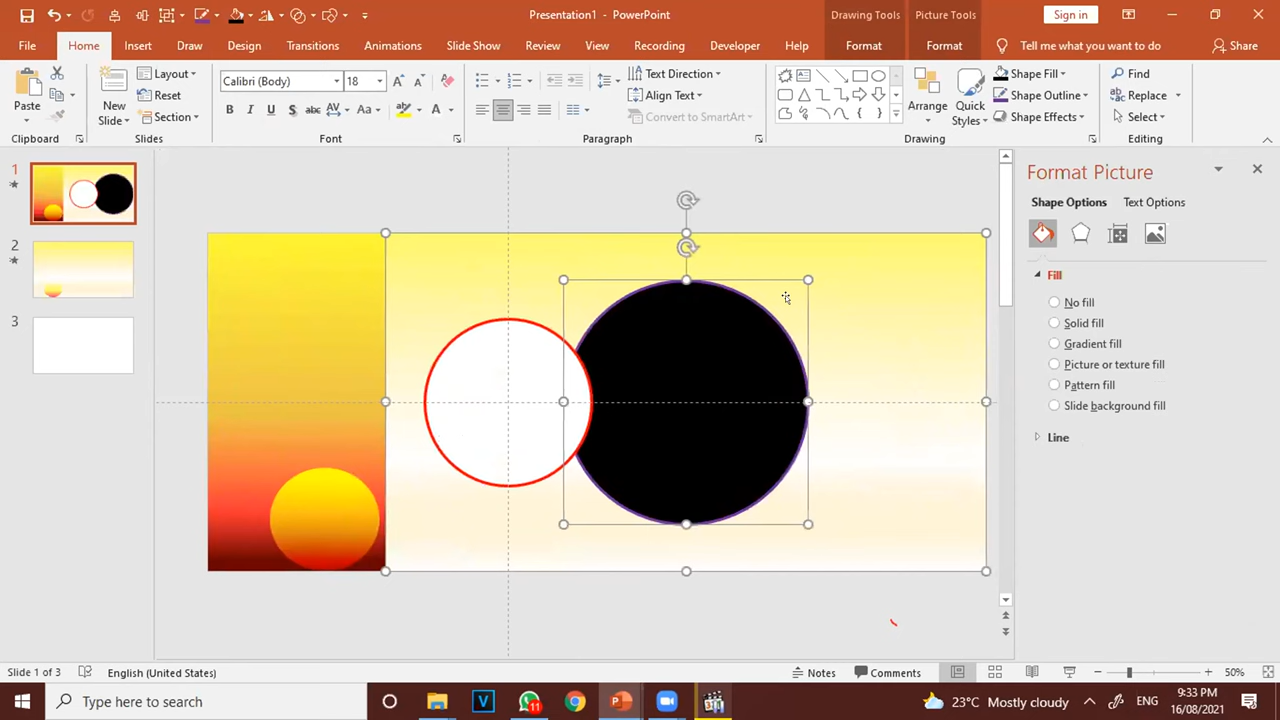 Presentation1 - PowerPoint
Drawing Tools
Picture Tools
Sign in
File
Home
Insert
Draw
Design
Transitions
Animations
Slide Show
Review
View
Recording
Developer
Help
Format
Format
Tell me what you want to do
Share
Paste
New Slide
Layout
Reset
Section
Calibri (Body)
18
B I U S abc AV Aa A
Text Direction
Align Text
Convert to SmartArt
Arrange
Quick Styles
Shape Fill
Shape Outline
Shape Effects
Find
Replace
Select
Clipboard
Slides
Font
Paragraph
Drawing
Editing
1
2
3
Format Picture
Shape Options
Text Options
Fill
No fill
Solid fill
Gradient fill
Picture or texture fill
Pattern fill
Slide background fill
Line
Slide 1 of 3
English (United States)
Notes
Comments
50%
Type here to search
11
23°C Mostly cloudy
ENG
9:33 PM
16/08/2021